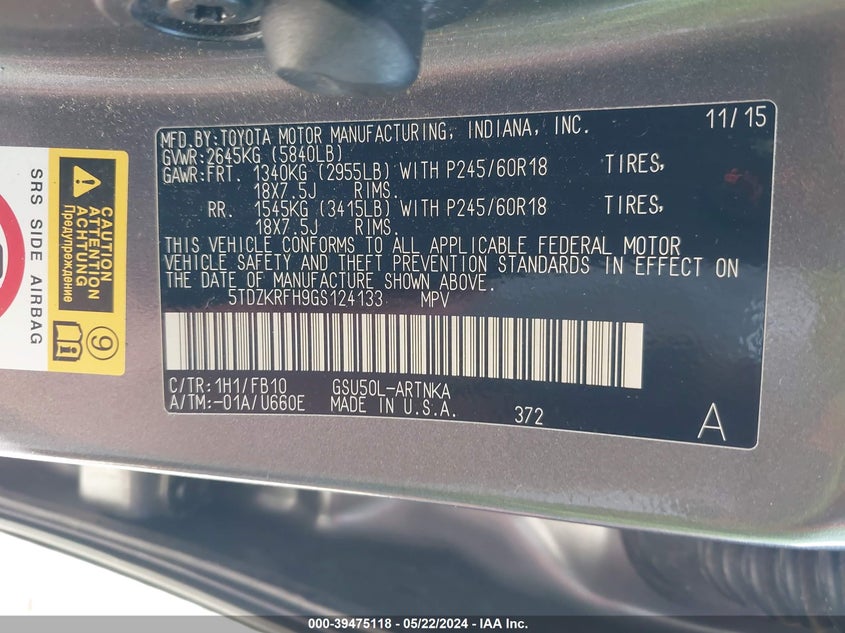 11/15
MFD.BY:TOYOTA MOTOR MANUFACTURING, INDIANA, INC.
GVWR:2645KG (5840LB)
GAWR:FRT. 1340KG (2955LB) WITH P245/60R18 TIRES,
18X7.5J RIMS.
RR. 1545KG (3415LB) WITH P245/60R18 TIRES,
18X7.5J RIMS.
THIS VEHICLE CONFORMS TO ALL APPLICABLE FEDERAL MOTOR
VEHICLE SAFETY AND THEFT PREVENTION STANDARDS IN EFFECT ON
THE DATE OF MANUFACTURE SHOWN ABOVE.
5TDZKRFH9GS124133 MPV
C/TR:1H1/FB10 GSU50L-ARTNKA
A/TM:-01A/U660E MADE IN U.S.A. 372
A
SRS SIDE AIRBAG
CAUTION
ATTENTION
ACHTUNG
Предупреждение
9
000-39475118 - 05/22/2024 - IAA Inc.